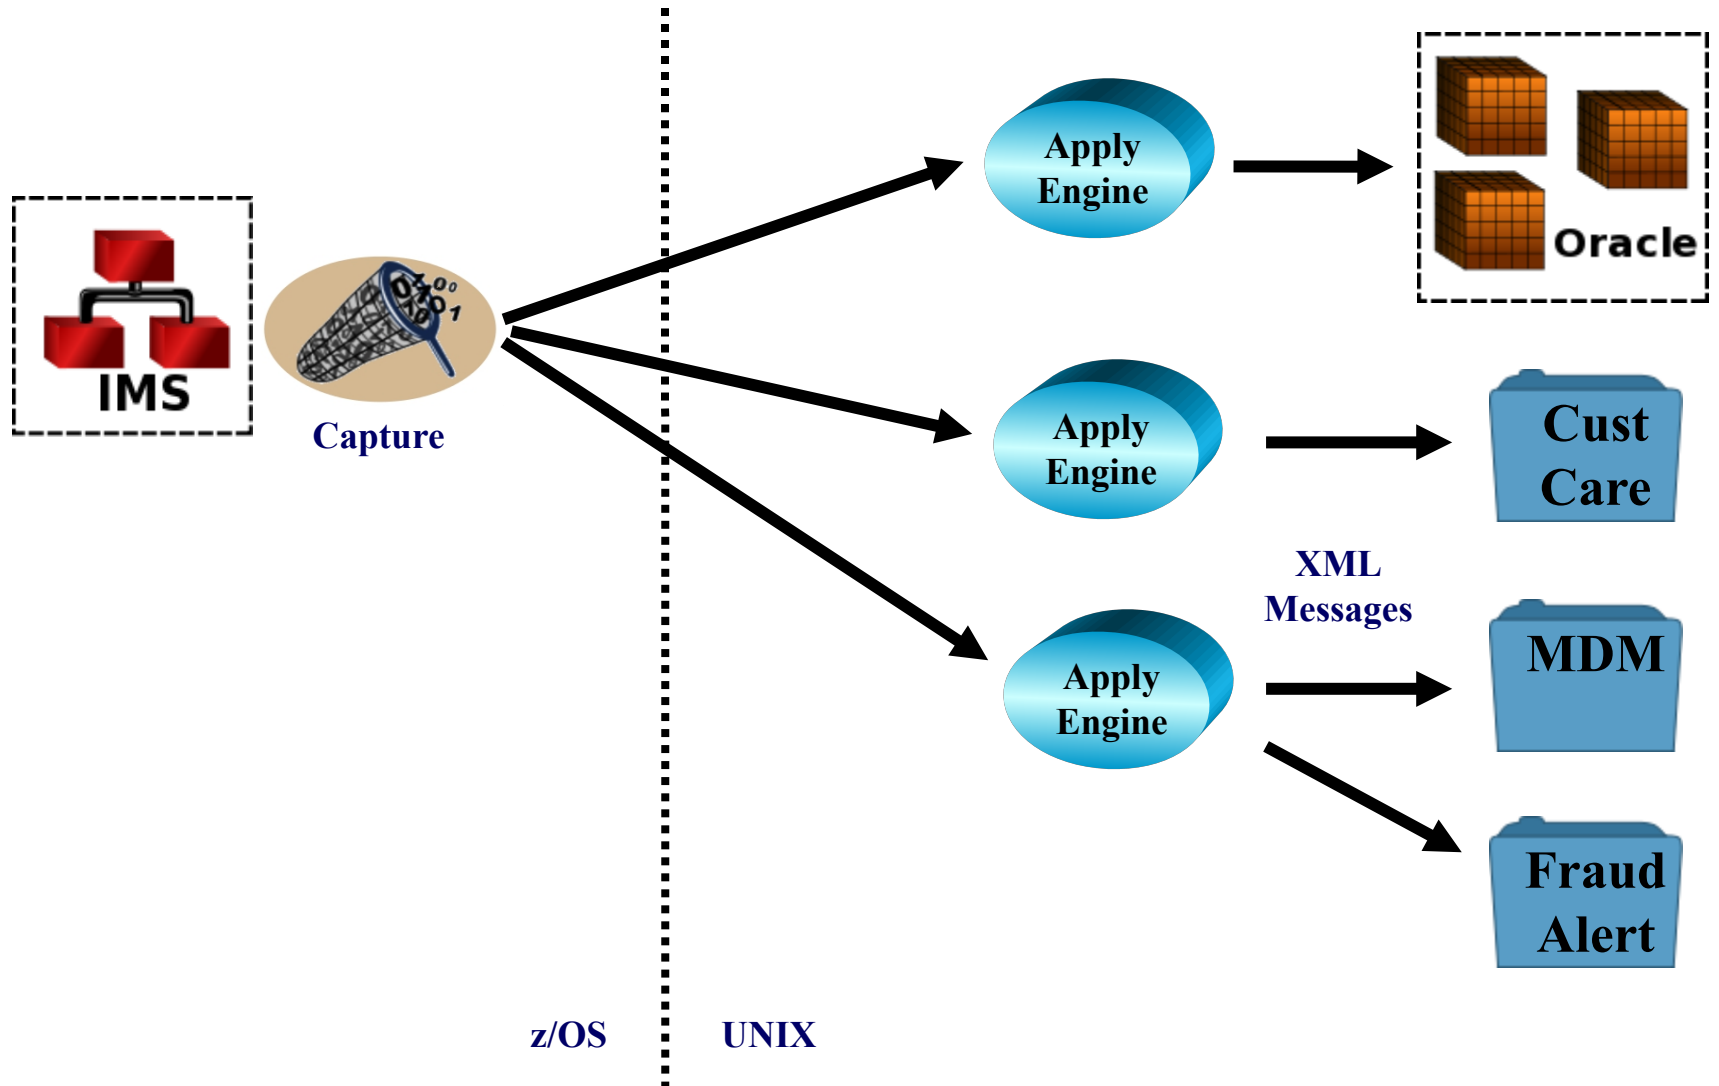 IMS
Capture
Apply
Engine
Oracle
Apply
Engine
Cust
Care
XML
Messages
Apply
Engine
MDM
Fraud
Alert
z/OS
UNIX